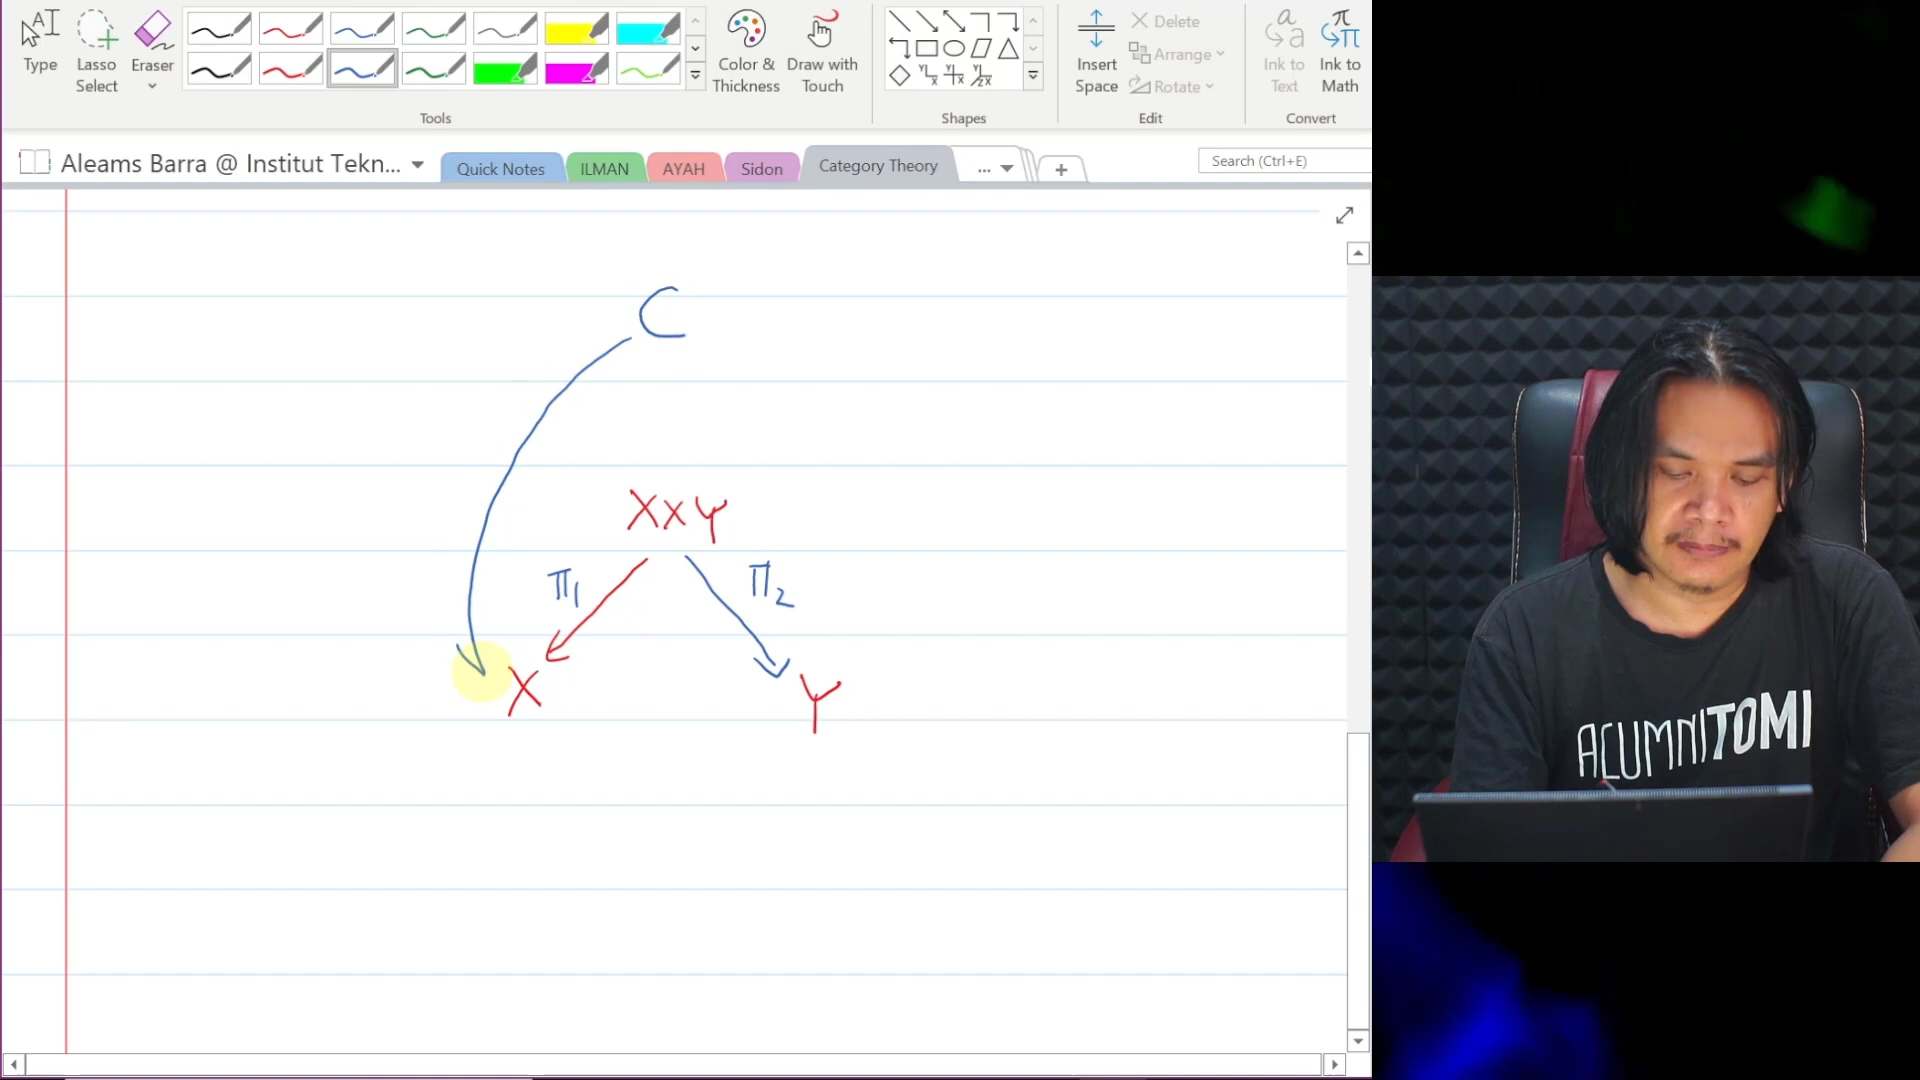 Type
Lasso Select
Eraser
Color & Thickness
Draw with Touch
Insert Space
Delete
Arrange
Rotate
Ink to Text
Ink to Math
Tools
Shapes
Edit
Convert
Aleams Barra @ Institut Tekn...
Quick Notes
ILMAN
AYAH
Sidon
Category Theory
...
+
Search (Ctrl+E)
C
X×Y
π1
π2
X
Y
ACUMNITOMI